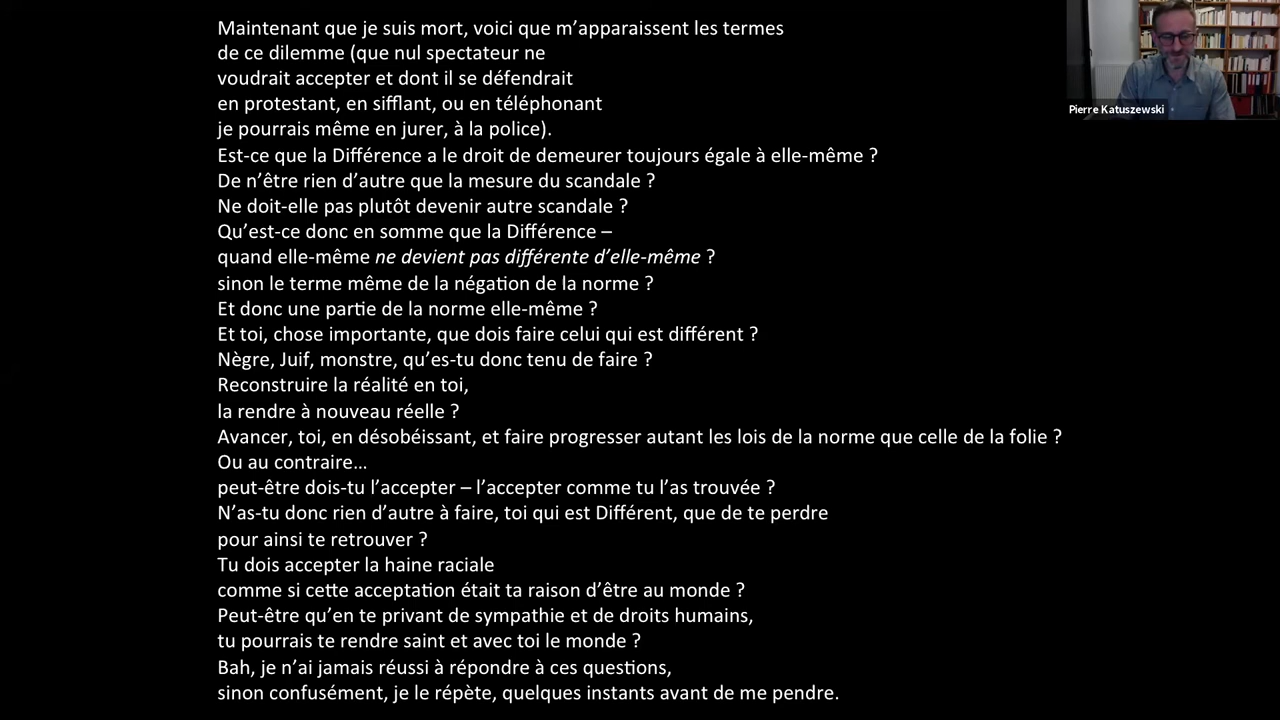 Maintenant que je suis mort, voici que m’apparaissent les termes
de ce dilemme (que nul spectateur ne
voudrait accepter et dont il se défendrait
en protestant, en sifflant, ou en téléphonant
je pourrais même en jurer, à la police).
Est-ce que la Différence a le droit de demeurer toujours égale à elle-même ?
De n’être rien d’autre que la mesure du scandale ?
Ne doit-elle pas plutôt devenir autre scandale ?
Qu’est-ce donc en somme que la Différence –
quand elle-même ne devient pas différente d’elle-même ?
sinon le terme même de la négation de la norme ?
Et donc une partie de la norme elle-même ?
Et toi, chose importante, que dois faire celui qui est différent ?
Nègre, Juif, monstre, qu’es-tu donc tenu de faire ?
Reconstruire la réalité en toi,
la rendre à nouveau réelle ?
Avancer, toi, en désobéissant, et faire progresser autant les lois de la norme que celle de la folie ?
Ou au contraire…
peut-être dois-tu l’accepter – l’accepter comme tu l’as trouvée ?
N’as-tu donc rien d’autre à faire, toi qui est Différent, que de te perdre
pour ainsi te retrouver ?
Tu dois accepter la haine raciale
comme si cette acceptation était ta raison d’être au monde ?
Peut-être qu’en te privant de sympathie et de droits humains,
tu pourrais te rendre saint et avec toi le monde ?
Bah, je n’ai jamais réussi à répondre à ces questions,
sinon confusément, je le répète, quelques instants avant de me pendre.
Pierre Katuszewski